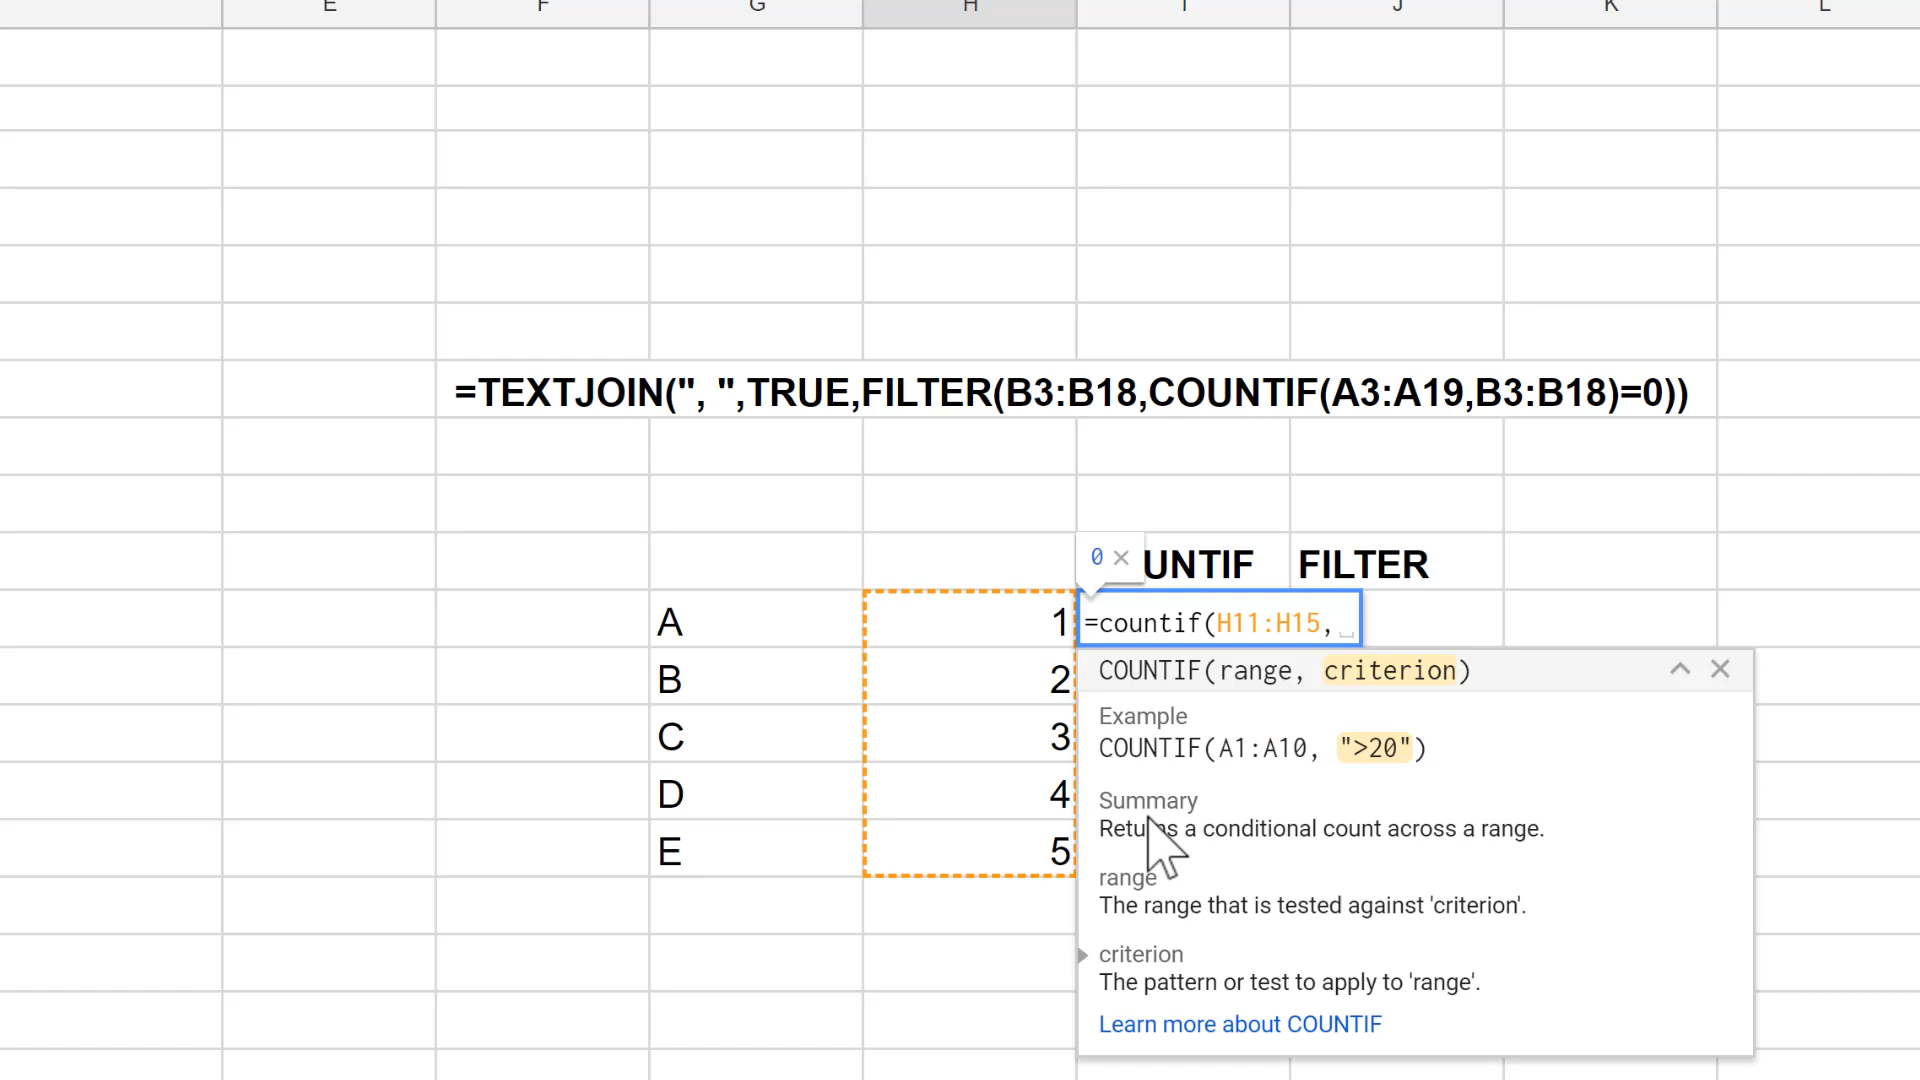 E F G H I J K L
=TEXTJOIN(", ",TRUE,FILTER(B3:B18,COUNTIF(A3:A19,B3:B18)=0))
0 × UNTIF FILTER
A 1 =countif(H11:H15,
COUNTIF(range, criterion)
B 2
Example
C 3 COUNTIF(A1:A10, ">20")
D 4
Summary
Returns a conditional count across a range.
E 5
range
The range that is tested against 'criterion'.
criterion
The pattern or test to apply to 'range'.
Learn more about COUNTIF